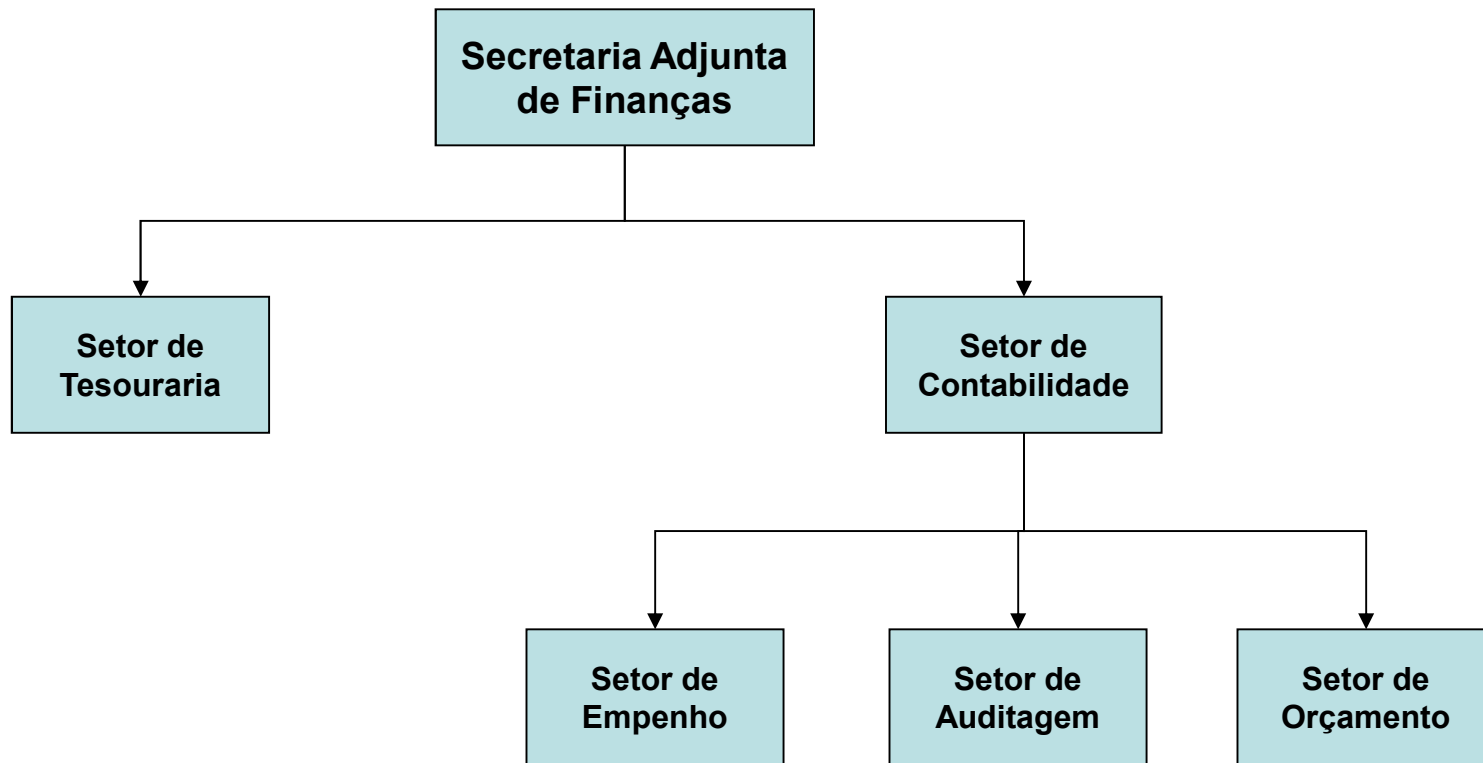 Secretaria Adjunta
de Finanças
Setor de
Tesouraria
Setor de
Contabilidade
Setor de
Empenho
Setor de
Auditagem
Setor de
Orçamento